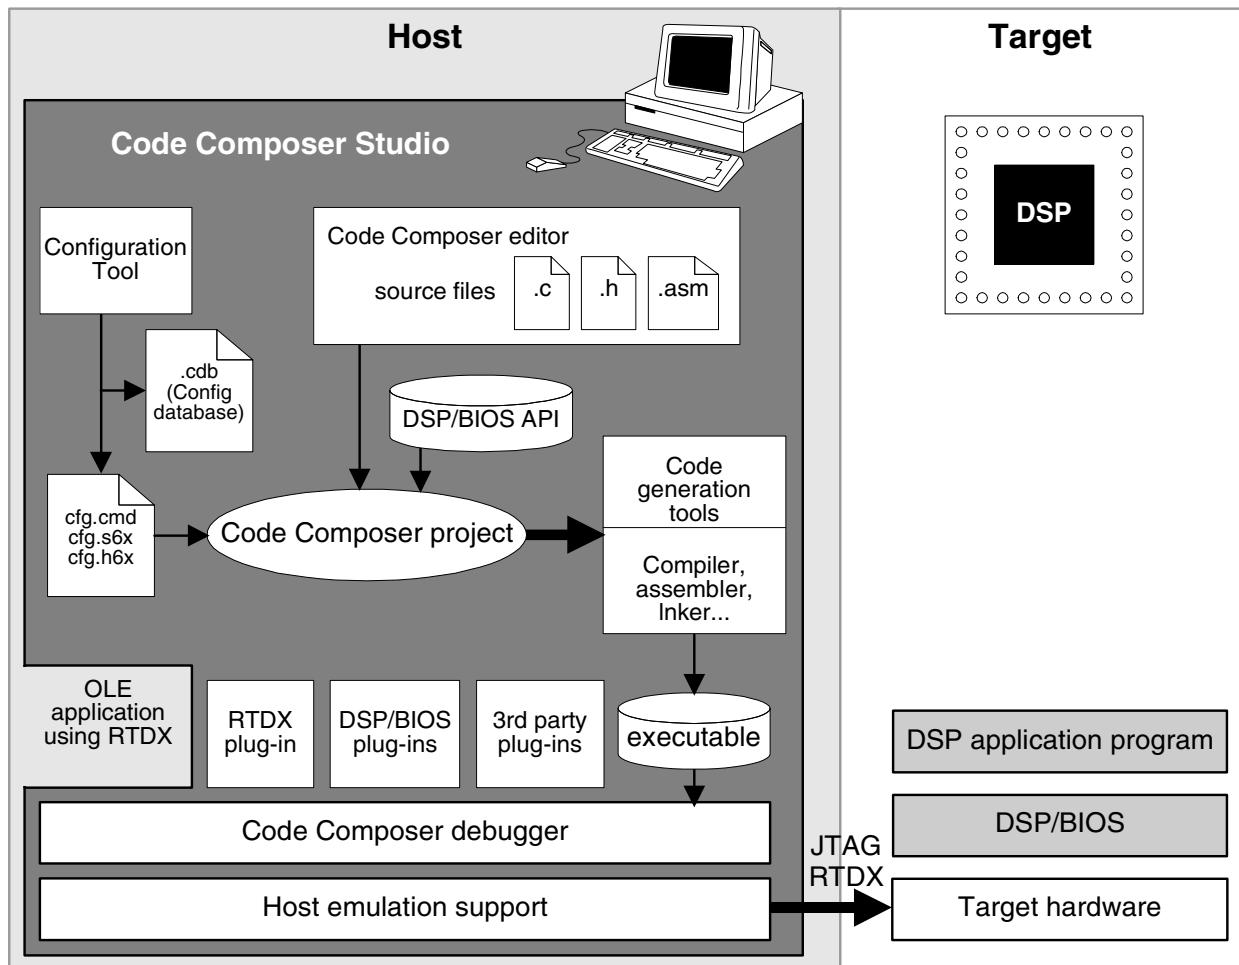 Host
Target
Code Composer Studio
DSP
Configuration
Tool
Code Composer editor
source files
.c
.h
.asm
.cdb
(Config
database)
DSP/BIOS API
cfg.cmd
cfg.s6x
cfg.h6x
Code Composer project
Code
generation
tools
Compiler,
assembler,
lnker...
OLE
application
using RTDX
RTDX
plug-in
DSP/BIOS
plug-ins
3rd party
plug-ins
executable
DSP application program
Code Composer debugger
DSP/BIOS
JTAG
RTDX
Host emulation support
Target hardware